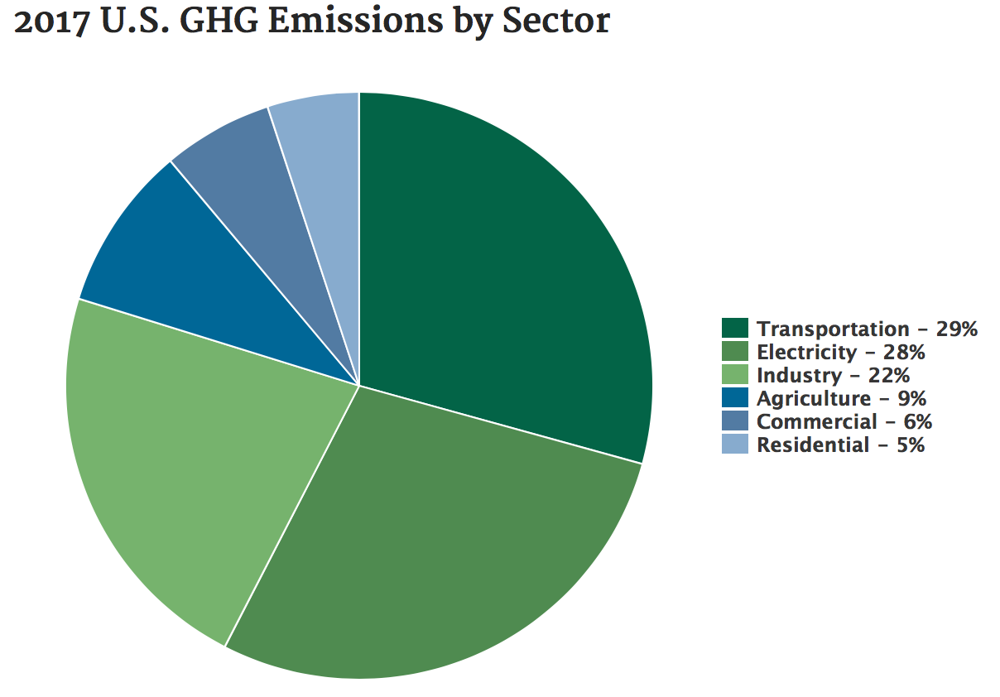 2017 U.S. GHG Emissions by Sector
Transportation – 29%
Electricity – 28%
Industry – 22%
Agriculture – 9%
Commercial – 6%
Residential – 5%